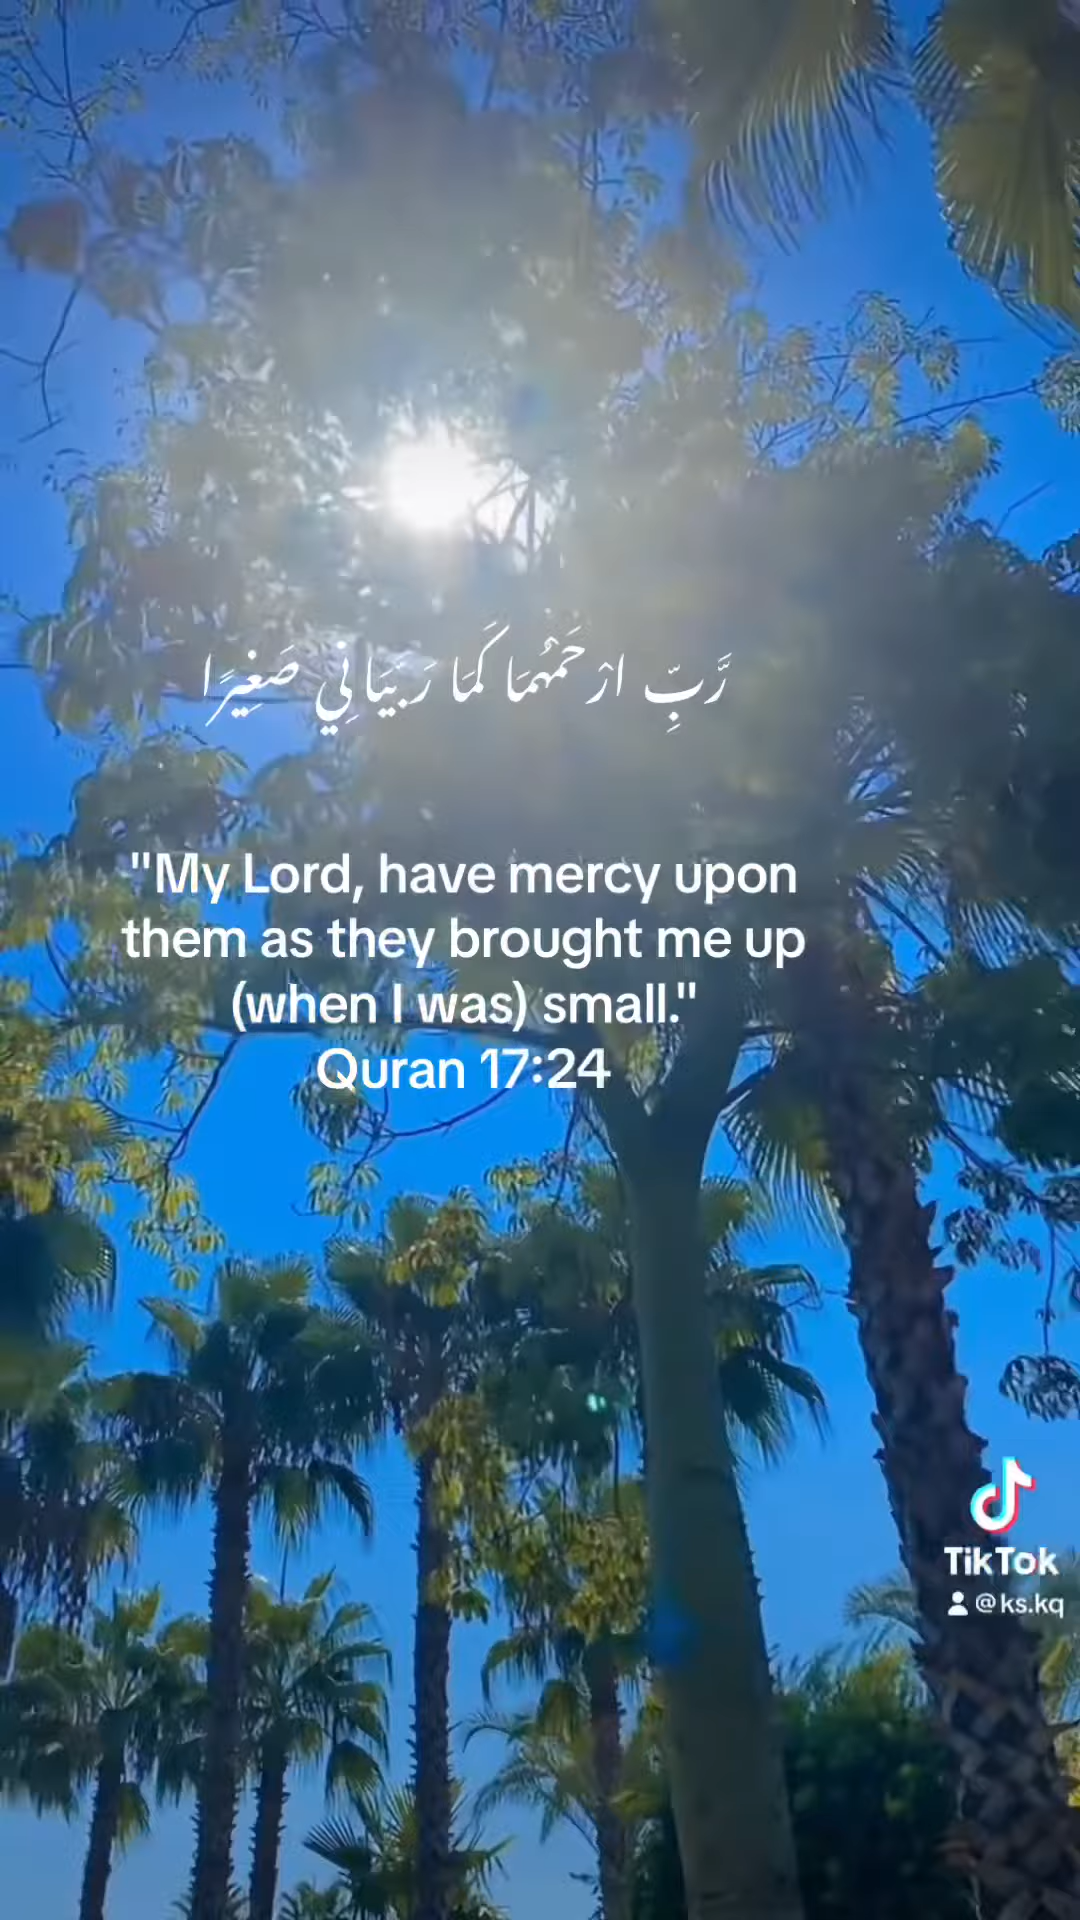 رَّبِّ ارْحَمْهُمَا كَمَا رَبَّيَانِي صَغِيرًا
"My Lord, have mercy upon
them as they brought me up
(when I was) small."
Quran 17:24
TikTok
@ks.kq